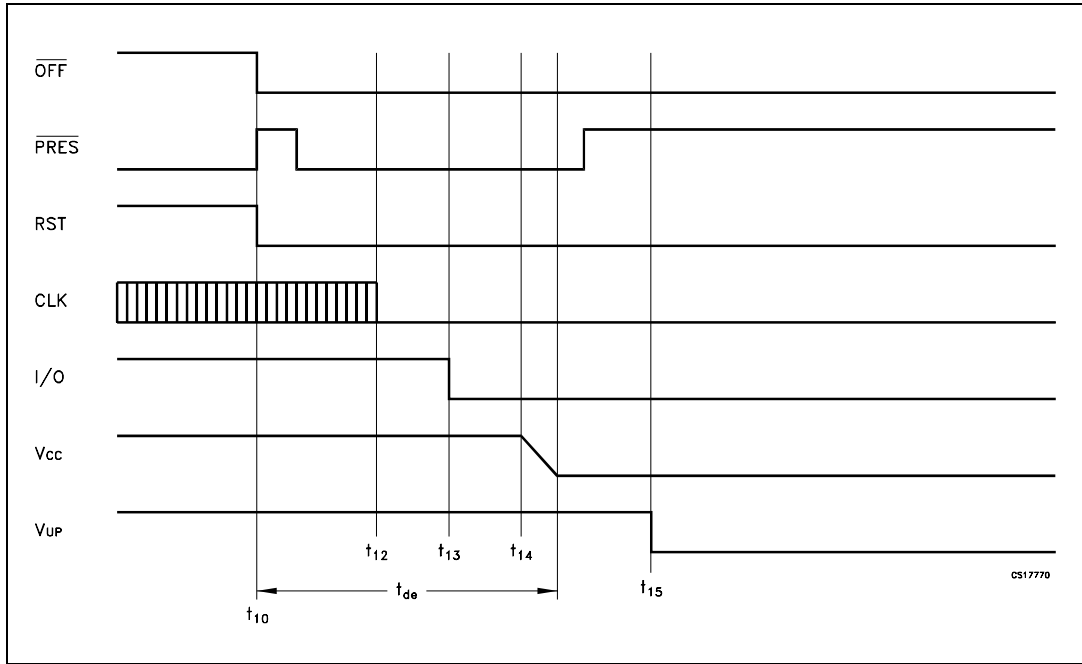 OFF
PRES
RST
CLK
I/O
Vcc
VUP
t12
t13
t14
CS17770
tde
t15
t10